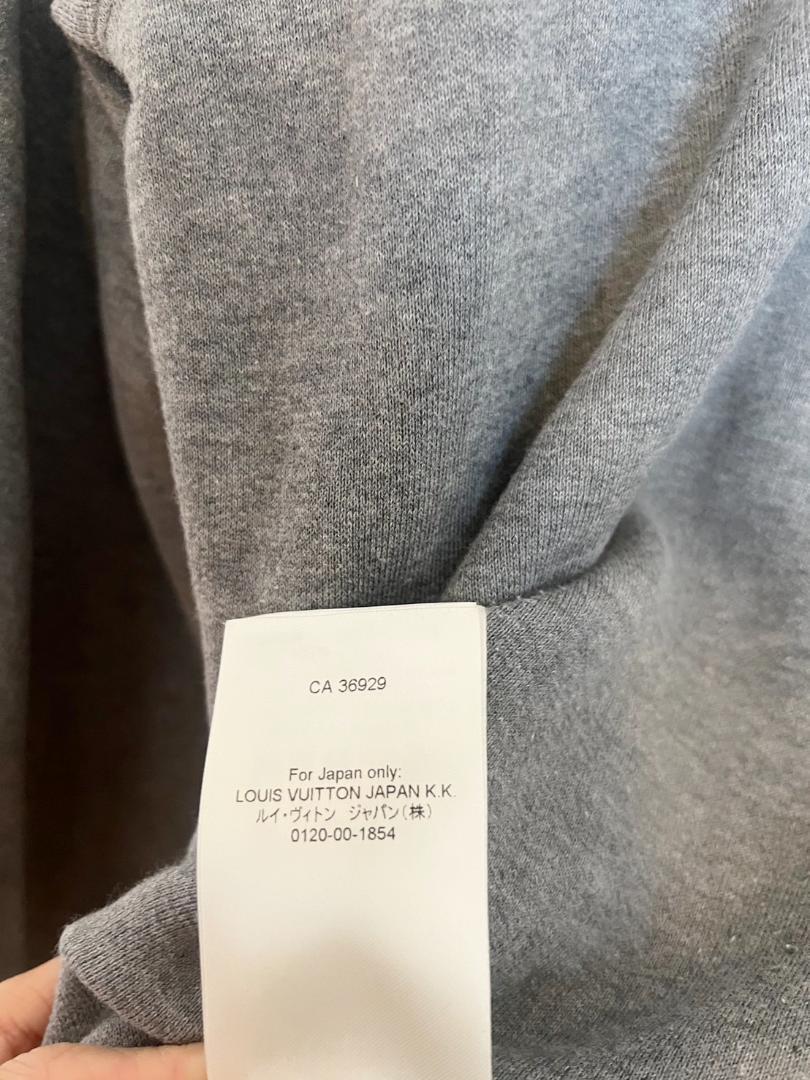 CA 36929
For Japan only:
LOUIS VUITTON JAPAN K.K.
ルイ・ヴィトン ジャパン(株)
0120-00-1854